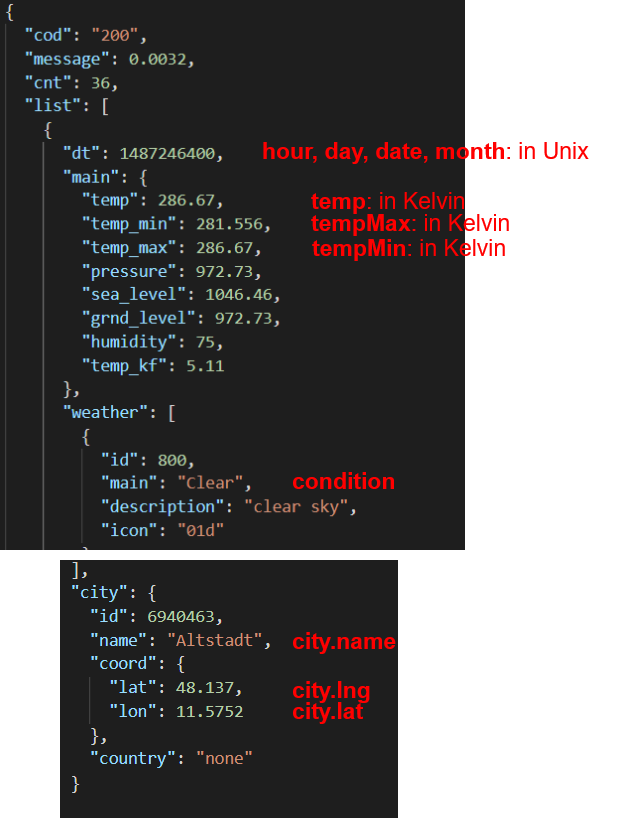 {
"cod": "200",
"message": 0.0032,
"cnt": 36,
"list": [
{
"dt": 1487246400, hour, day, date, month: in Unix
"main": {
"temp": 286.67, temp: in Kelvin
"temp_min": 281.556, tempMax: in Kelvin
"temp_max": 286.67, tempMin: in Kelvin
"pressure": 972.73,
"sea_level": 1046.46,
"grnd_level": 972.73,
"humidity": 75,
"temp_kf": 5.11
},
"weather": [
{
"id": 800,
"main": "Clear", condition
"description": "clear sky",
"icon": "01d"
],
"city": {
"id": 6940463,
"name": "Altstadt", city.name
"coord": {
"lat": 48.137, city.lng
"lon": 11.5752 city.lat
},
"country": "none"
}